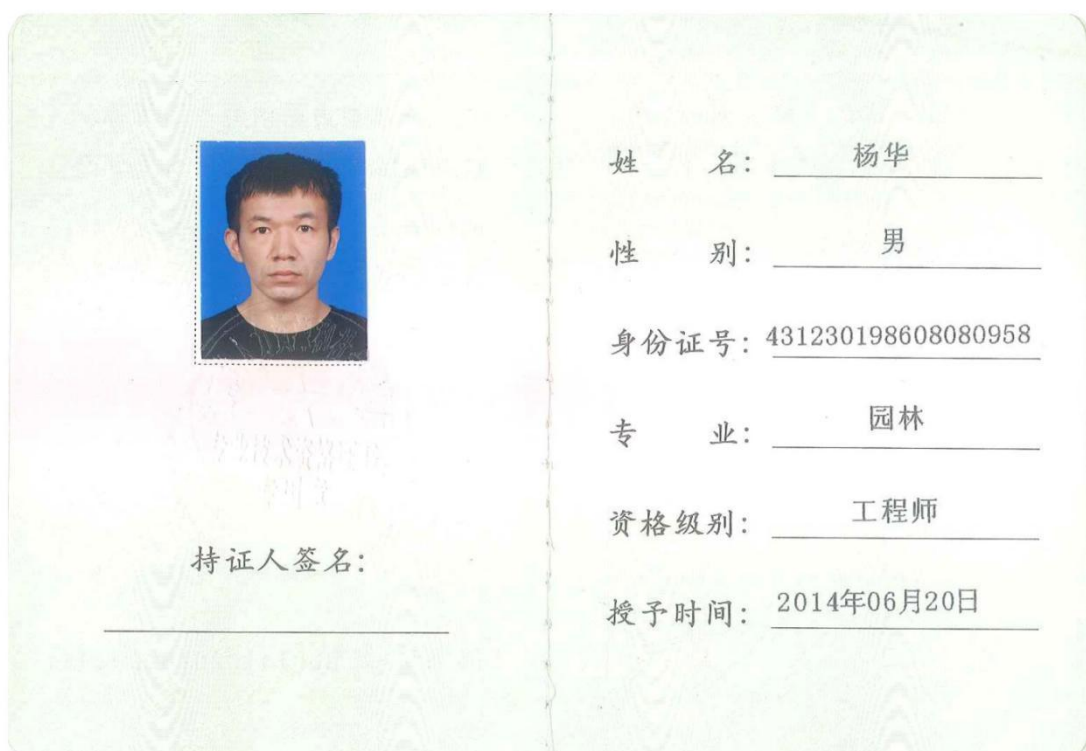 持证人签名：
姓 名： 杨华
性 别： 男
身份证号：431230198608080958
专 业： 园林
资格级别： 工程师
授予时间： 2014年06月20日